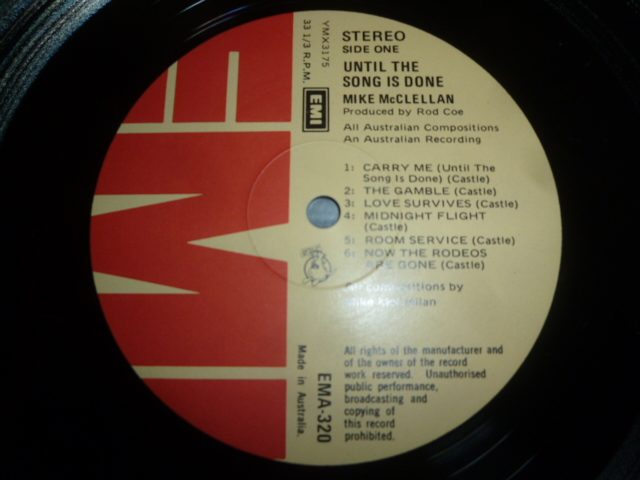 STEREO
SIDE ONE
UNTIL THE
SONG IS DONE
MIKE McCLELLAN
Produced by Rod Coe
All Australian Compositions
An Australian Recording
1: CARRY ME (Until The
Song Is Done) (Castle)
2: THE GAMBLE (Castle)
3: LOVE SURVIVES (Castle)
4: MIDNIGHT FLIGHT
(Castle)
5: ROOM SERVICE (Castle)
6: NOW THE RODEOS
ARE GONE (Castle)
All compositions by
Mike McClellan
All rights of the manufacturer and
of the owner of the record
work reserved. Unauthorised
public performance,
broadcasting and
copying of
this record
prohibited.
YMX3175
33 1/3 R.P.M.
EMI
EMA-320
Made in Australia.
EMI